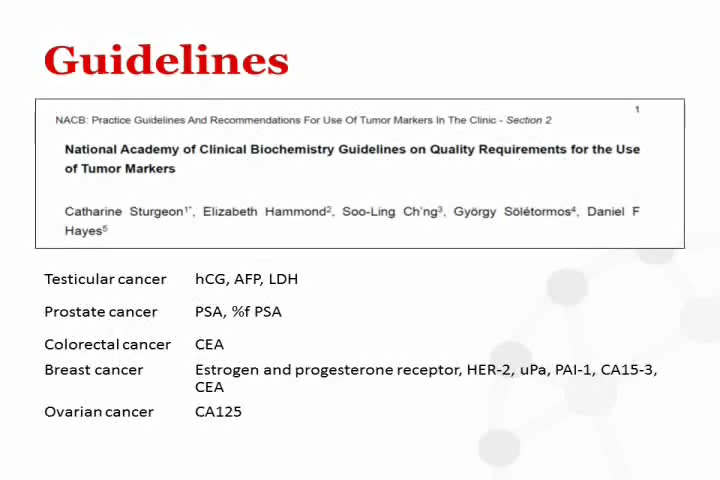 Guidelines
1
NACB: Practice Guidelines And Recommendations For Use Of Tumor Markers In The Clinic - Section 2
National Academy of Clinical Biochemistry Guidelines on Quality Requirements for the Use
of Tumor Markers
Catharine Sturgeon1*, Elizabeth Hammond2, Soo-Ling Ch'ng3, György Sölétormos4, Daniel F
Hayes5
Testicular cancer hCG, AFP, LDH
Prostate cancer PSA, %f PSA
Colorectal cancer CEA
Breast cancer Estrogen and progesterone receptor, HER-2, uPa, PAI-1, CA15-3,
CEA
Ovarian cancer CA125